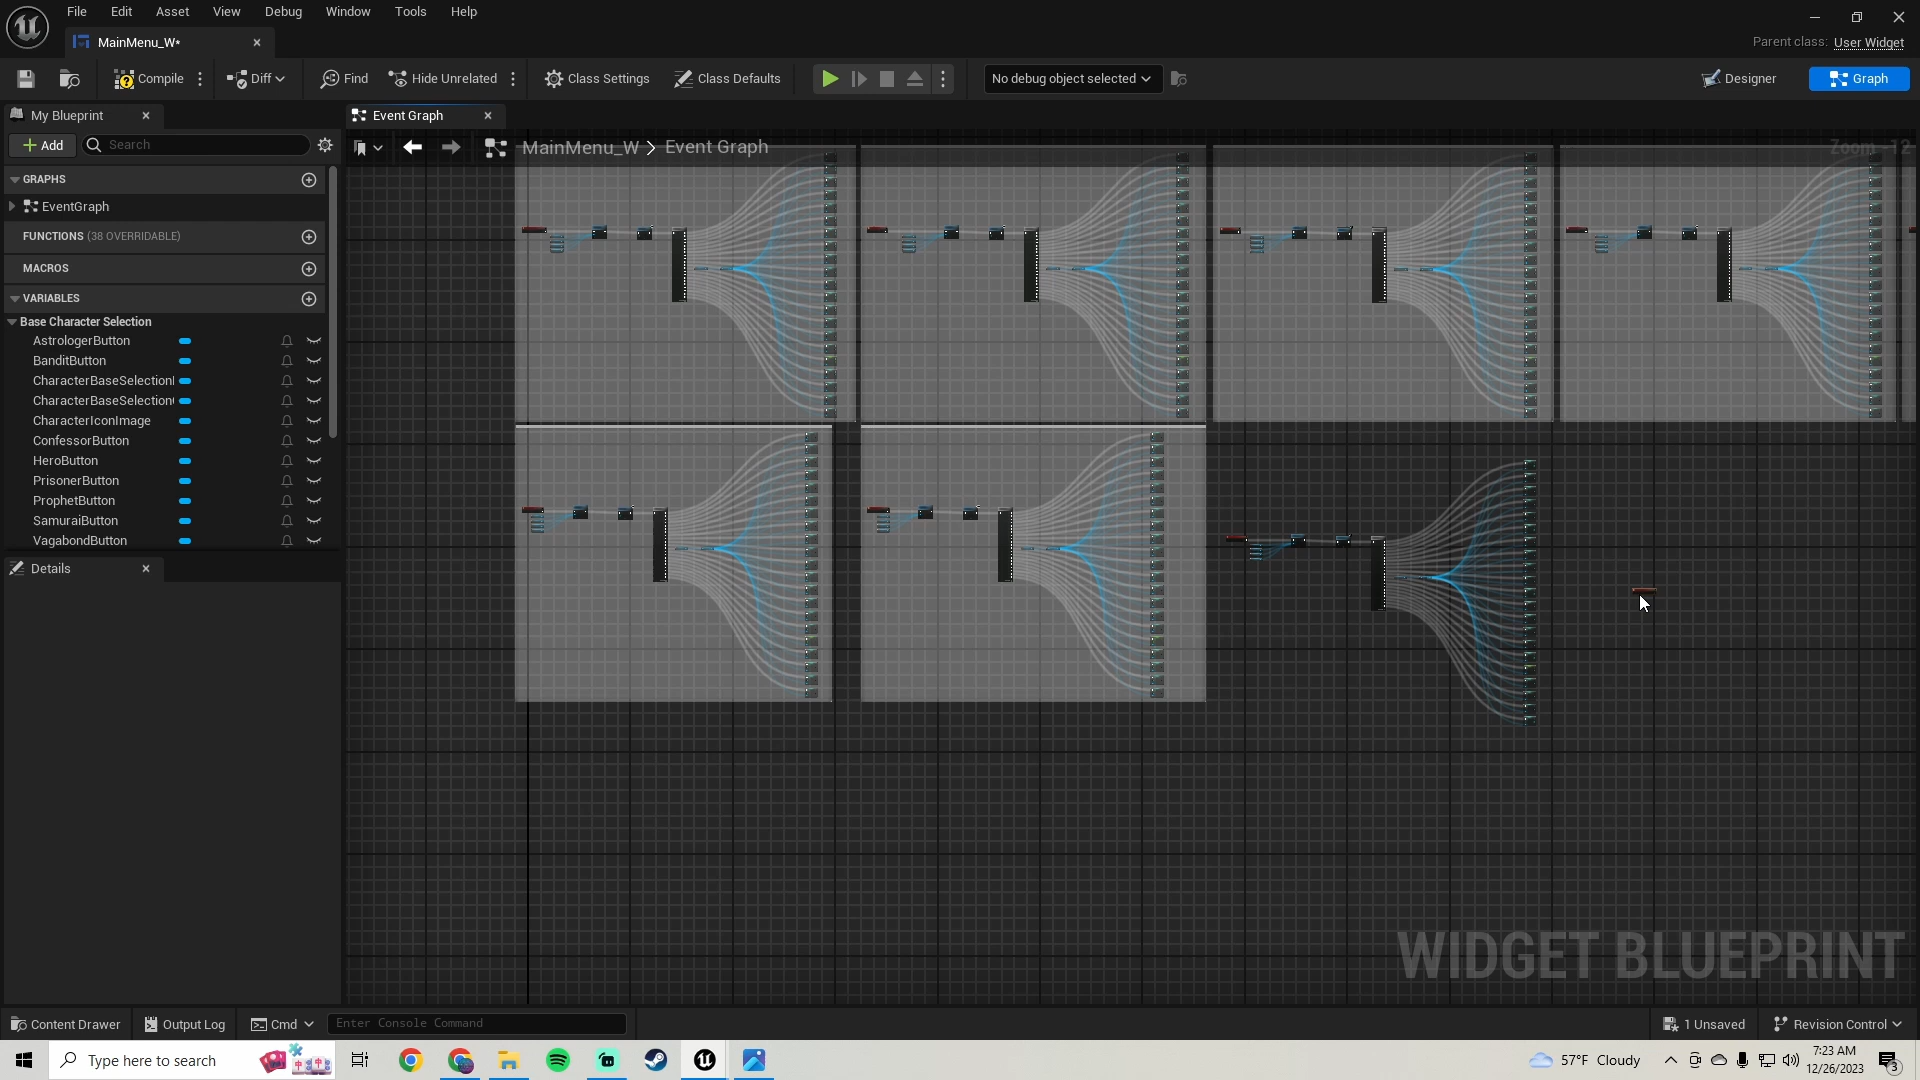 File Edit Asset View Debug Window Tools Help
MainMenu_W*
Parent class: User Widget
Compile Diff Find Hide Unrelated Class Settings Class Defaults No debug object selected Designer Graph
My Blueprint Event Graph
Add Search MainMenu_W > Event Graph Zoom -12
GRAPHS
EventGraph
FUNCTIONS (38 OVERRIDABLE)
MACROS
VARIABLES
Base Character Selection
AstrologerButton
BanditButton
CharacterBaseSelection
CharacterBaseSelection
CharacterIconImage
ConfessorButton
HeroButton
PrisonerButton
ProphetButton
SamuraiButton
VagabondButton
Details
WIDGET BLUEPRINT
Content Drawer Output Log Cmd Enter Console Command 1 Unsaved Revision Control
Type here to search 57°F Cloudy 7:23 AM
12/26/2023 3